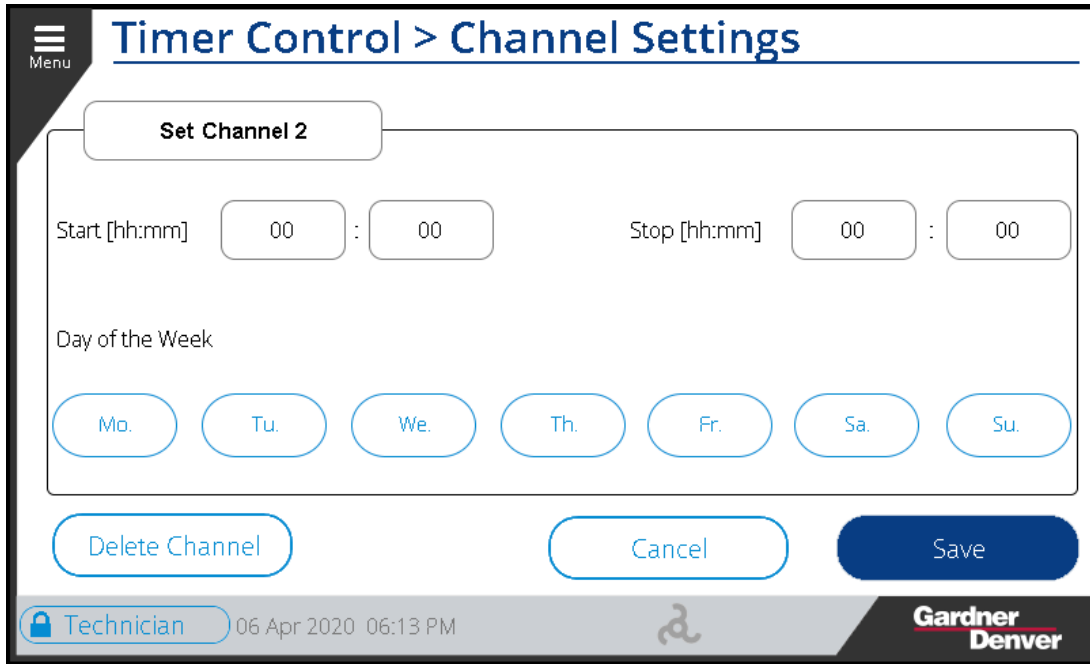 Menu
Timer Control > Channel Settings
Set Channel 2
Start [hh:mm] 00 : 00 Stop [hh:mm] 00 : 00
Day of the Week
Mo. Tu. We. Th. Fr. Sa. Su.
Delete Channel Cancel Save
Technician 06 Apr 2020 06:13 PM
Gardner
Denver